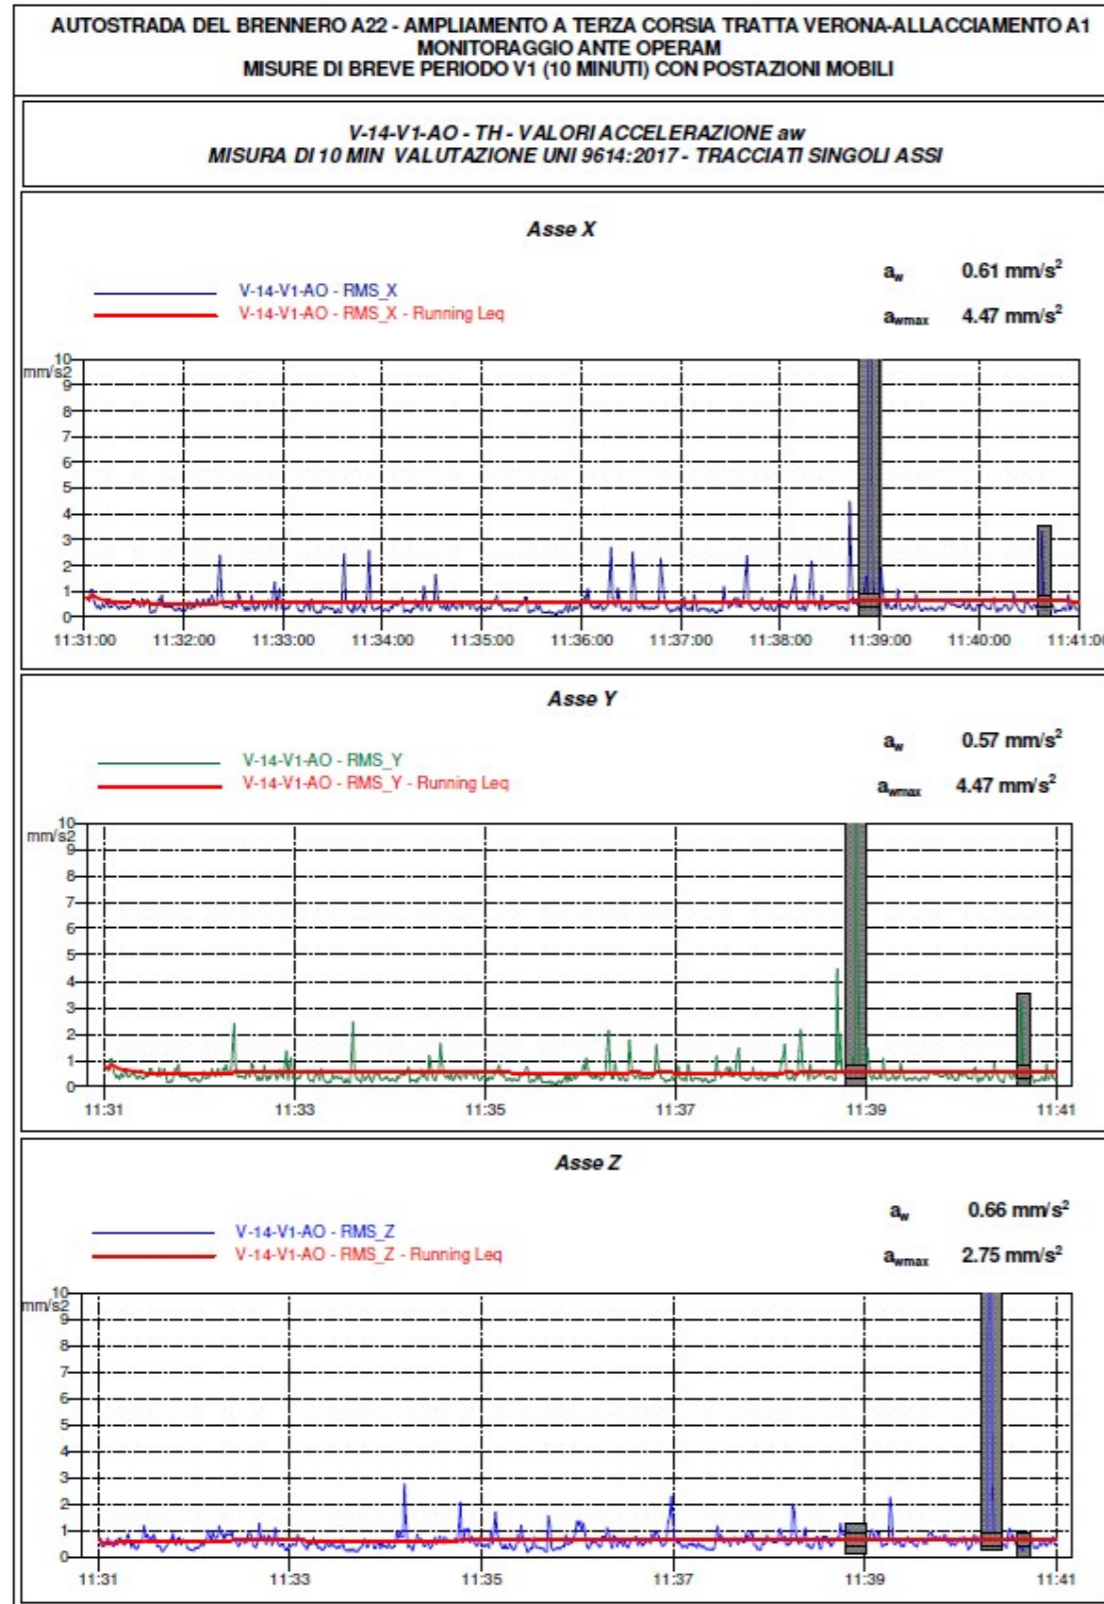 AUTOSTRADA DEL BRENNERO A22 - AMPLIAMENTO A TERZA CORSIA TRATTA VERONA-ALLACCIAMENTO A1
MONITORAGGIO ANTE OPERAM
MISURE DI BREVE PERIODO V1 (10 MINUTI) CON POSTAZIONI MOBILI
V-14-V1-AO - TH - VALORI ACCELERAZIONE aw
MISURA DI 10 MIN VALUTAZIONE UNI 9614:2017 - TRACCIATI SINGOLI ASSI
Asse X
V-14-V1-AO - RMS_X
V-14-V1-AO - RMS_X - Running Leq
aw 0.61 mm/s²
awmax 4.47 mm/s²
mm/s2
10
9
8
7
6
5
4
3
2
1
0
11:31:00 11:32:00 11:33:00 11:34:00 11:35:00 11:36:00 11:37:00 11:38:00 11:39:00 11:40:00 11:41:00
Asse Y
V-14-V1-AO - RMS_Y
V-14-V1-AO - RMS_Y - Running Leq
aw 0.57 mm/s²
awmax 4.47 mm/s²
mm/s2
10
9
8
7
6
5
4
3
2
1
0
11:31 11:33 11:35 11:37 11:39 11:41
Asse Z
V-14-V1-AO - RMS_Z
V-14-V1-AO - RMS_Z - Running Leq
aw 0.66 mm/s²
awmax 2.75 mm/s²
mm/s2
10
9
8
7
6
5
4
3
2
1
0
11:31 11:33 11:35 11:37 11:39 11:41